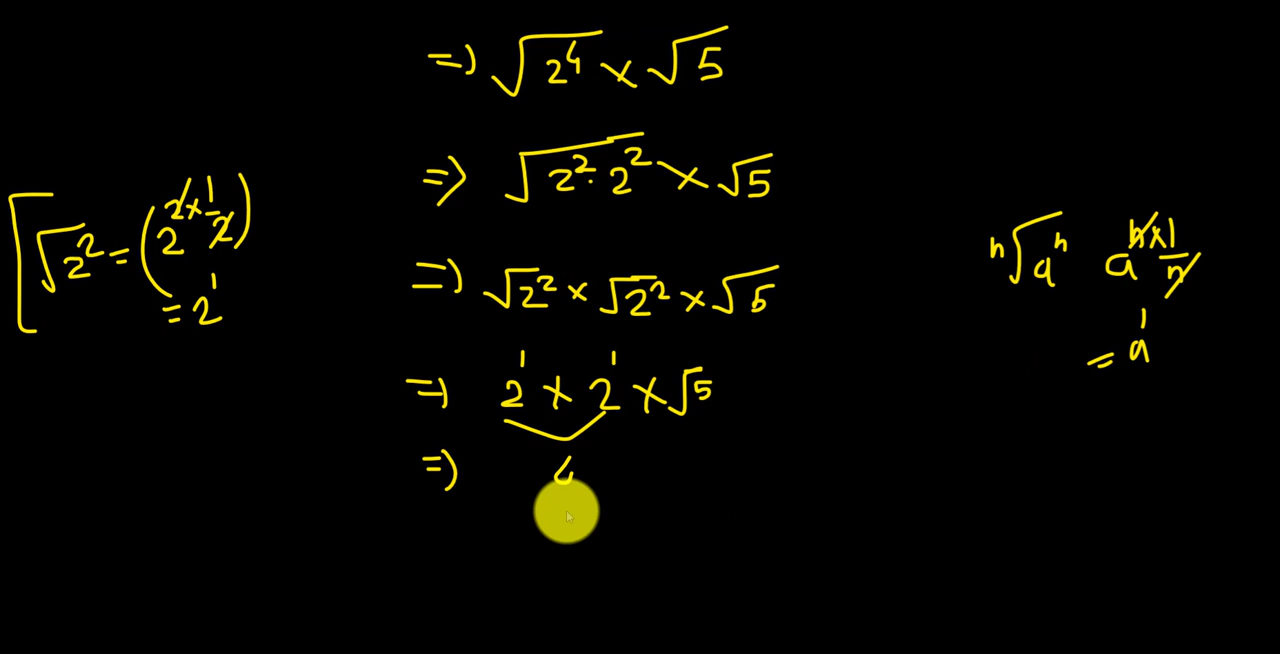 => √2⁴ × √5
=> √2²·2² × √5
[ √2² = (2^(2×1/2))
= 2¹
=> √2² × √2² × √5
ⁿ√aⁿ a^(n×1/n)
= a¹
=> 2¹ × 2¹ × √5
=>